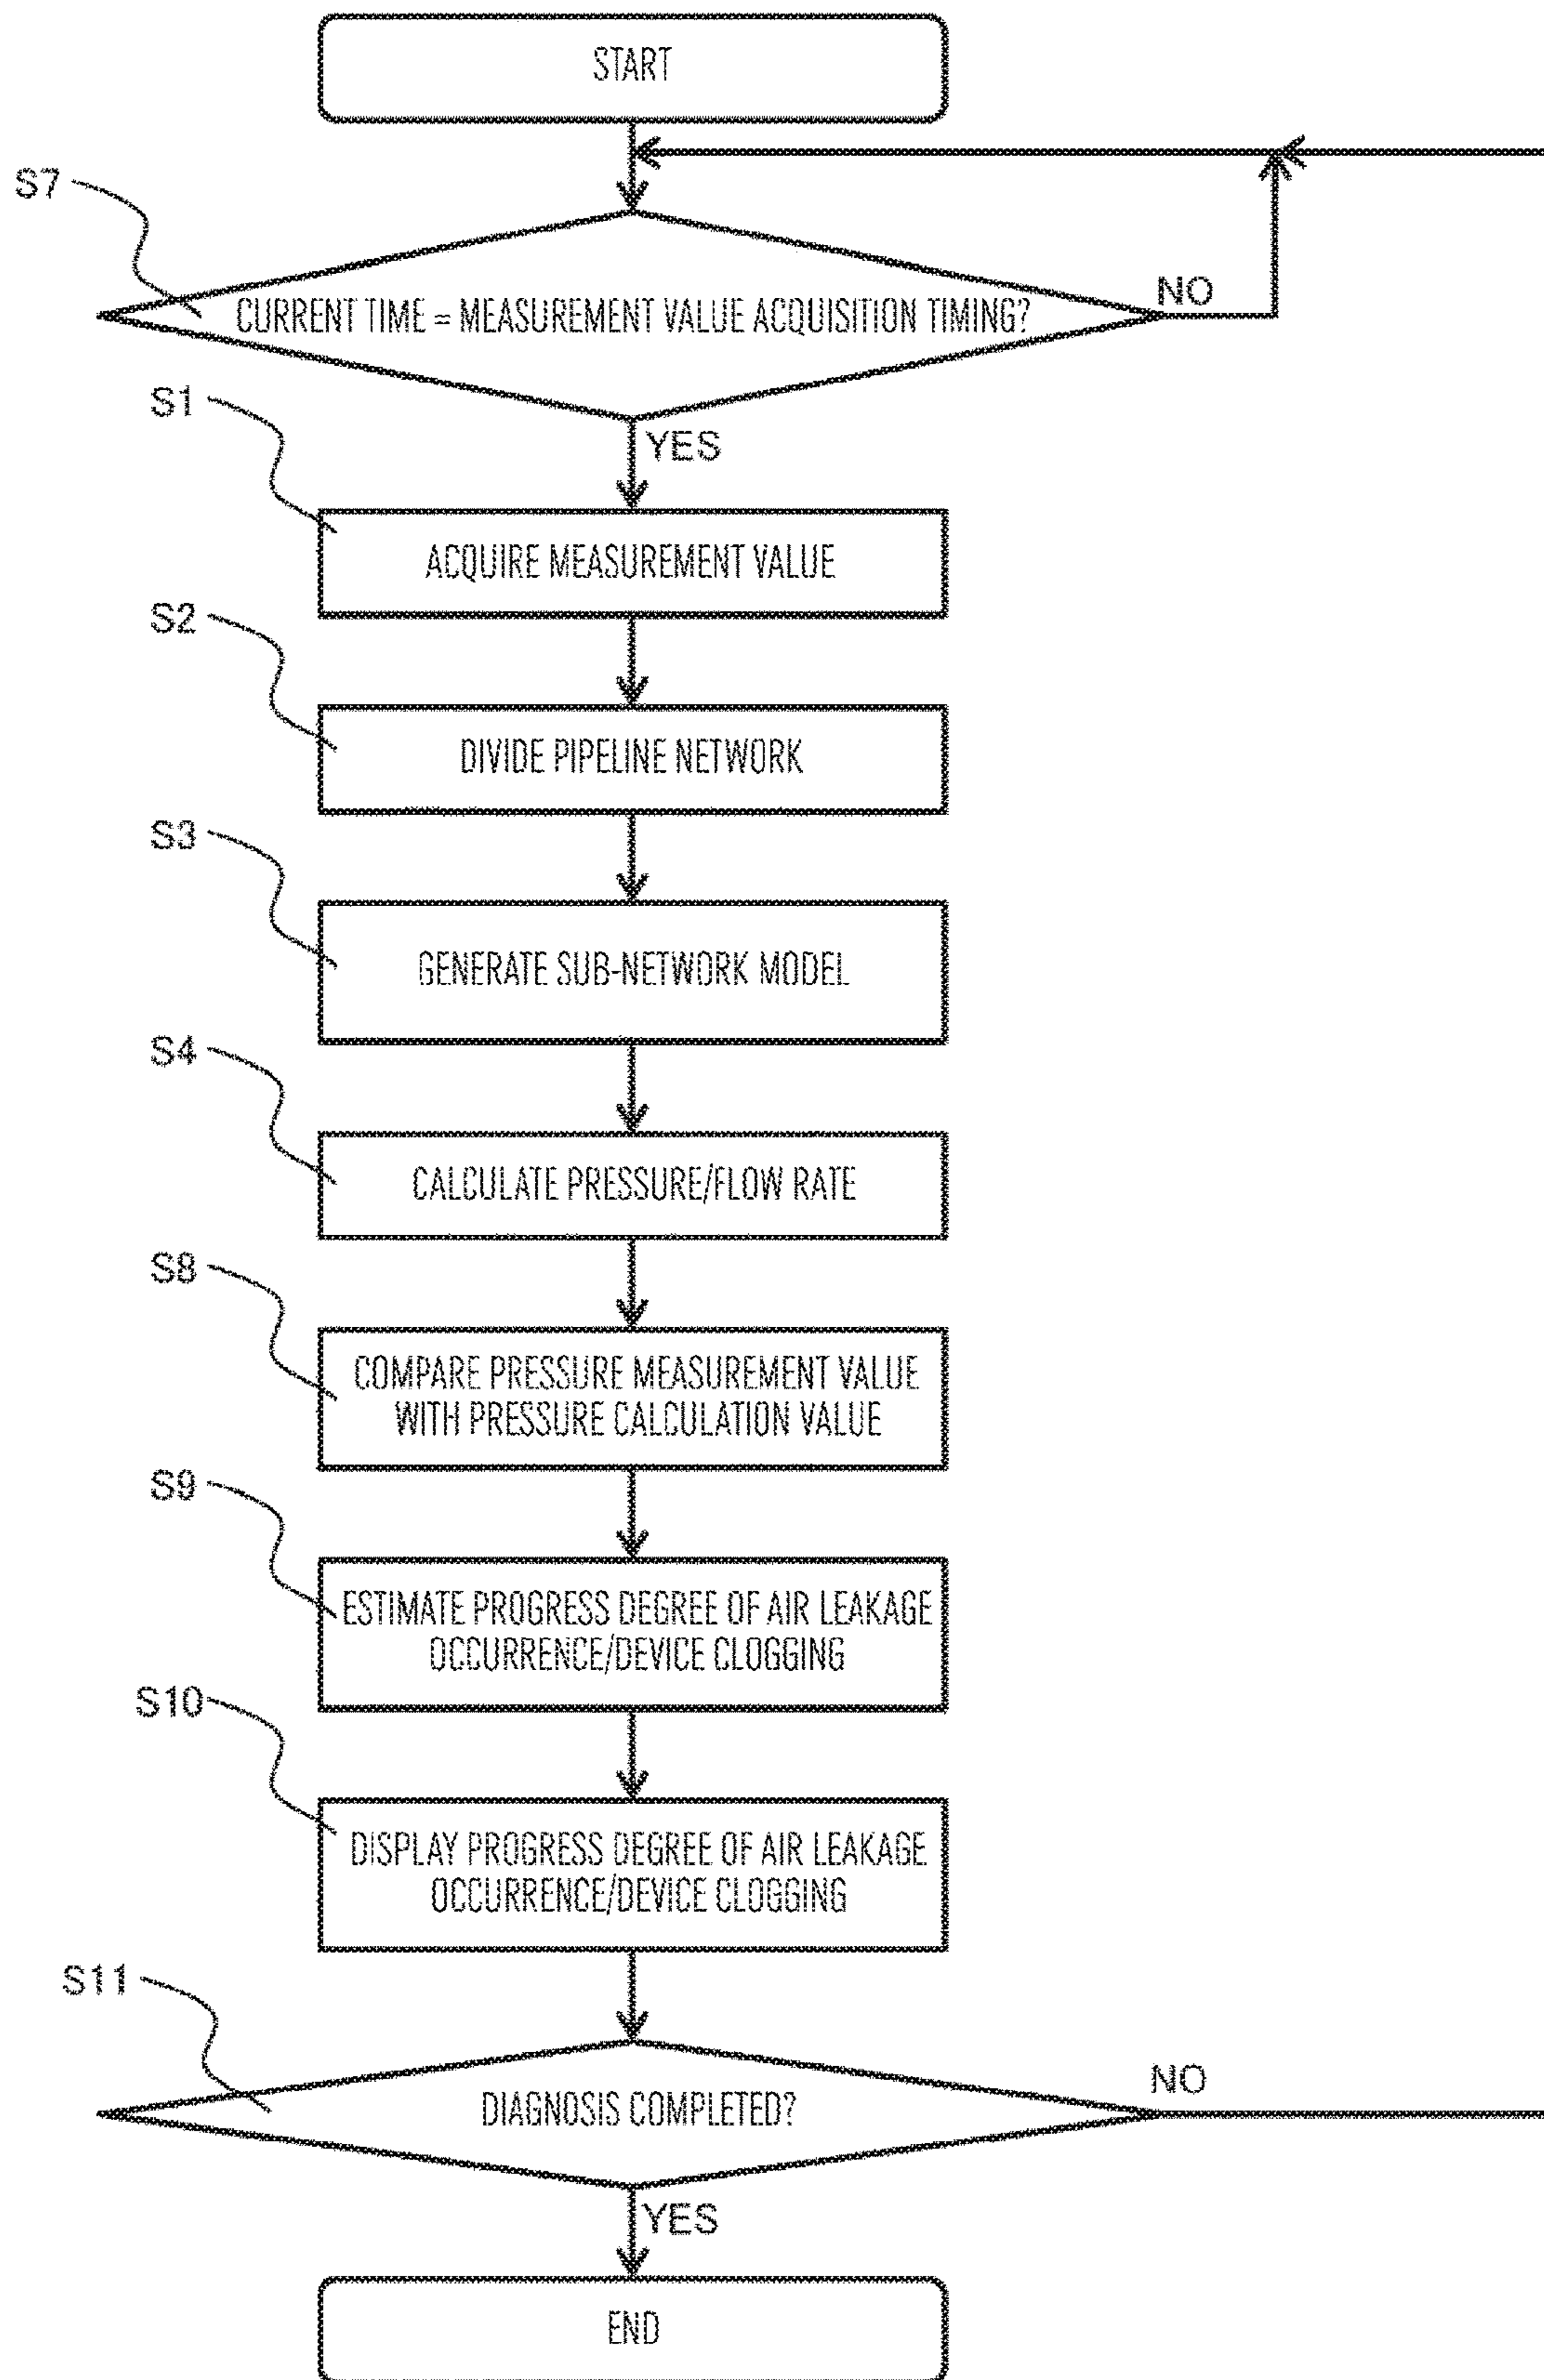 START
S7
CURRENT TIME = MEASUREMENT VALUE ACQUISITION TIMING?
NO
S1
YES
ACQUIRE MEASUREMENT VALUE
S2
DIVIDE PIPELINE NETWORK
S3
GENERATE SUB-NETWORK MODEL
S4
CALCULATE PRESSURE/FLOW RATE
S8
COMPARE PRESSURE MEASUREMENT VALUE
WITH PRESSURE CALCULATION VALUE
S9
ESTIMATE PROGRESS DEGREE OF AIR LEAKAGE
OCCURRENCE/DEVICE CLOGGING
S10
DISPLAY PROGRESS DEGREE OF AIR LEAKAGE
OCCURRENCE/DEVICE CLOGGING
S11
NO
DIAGNOSIS COMPLETED?
YES
END